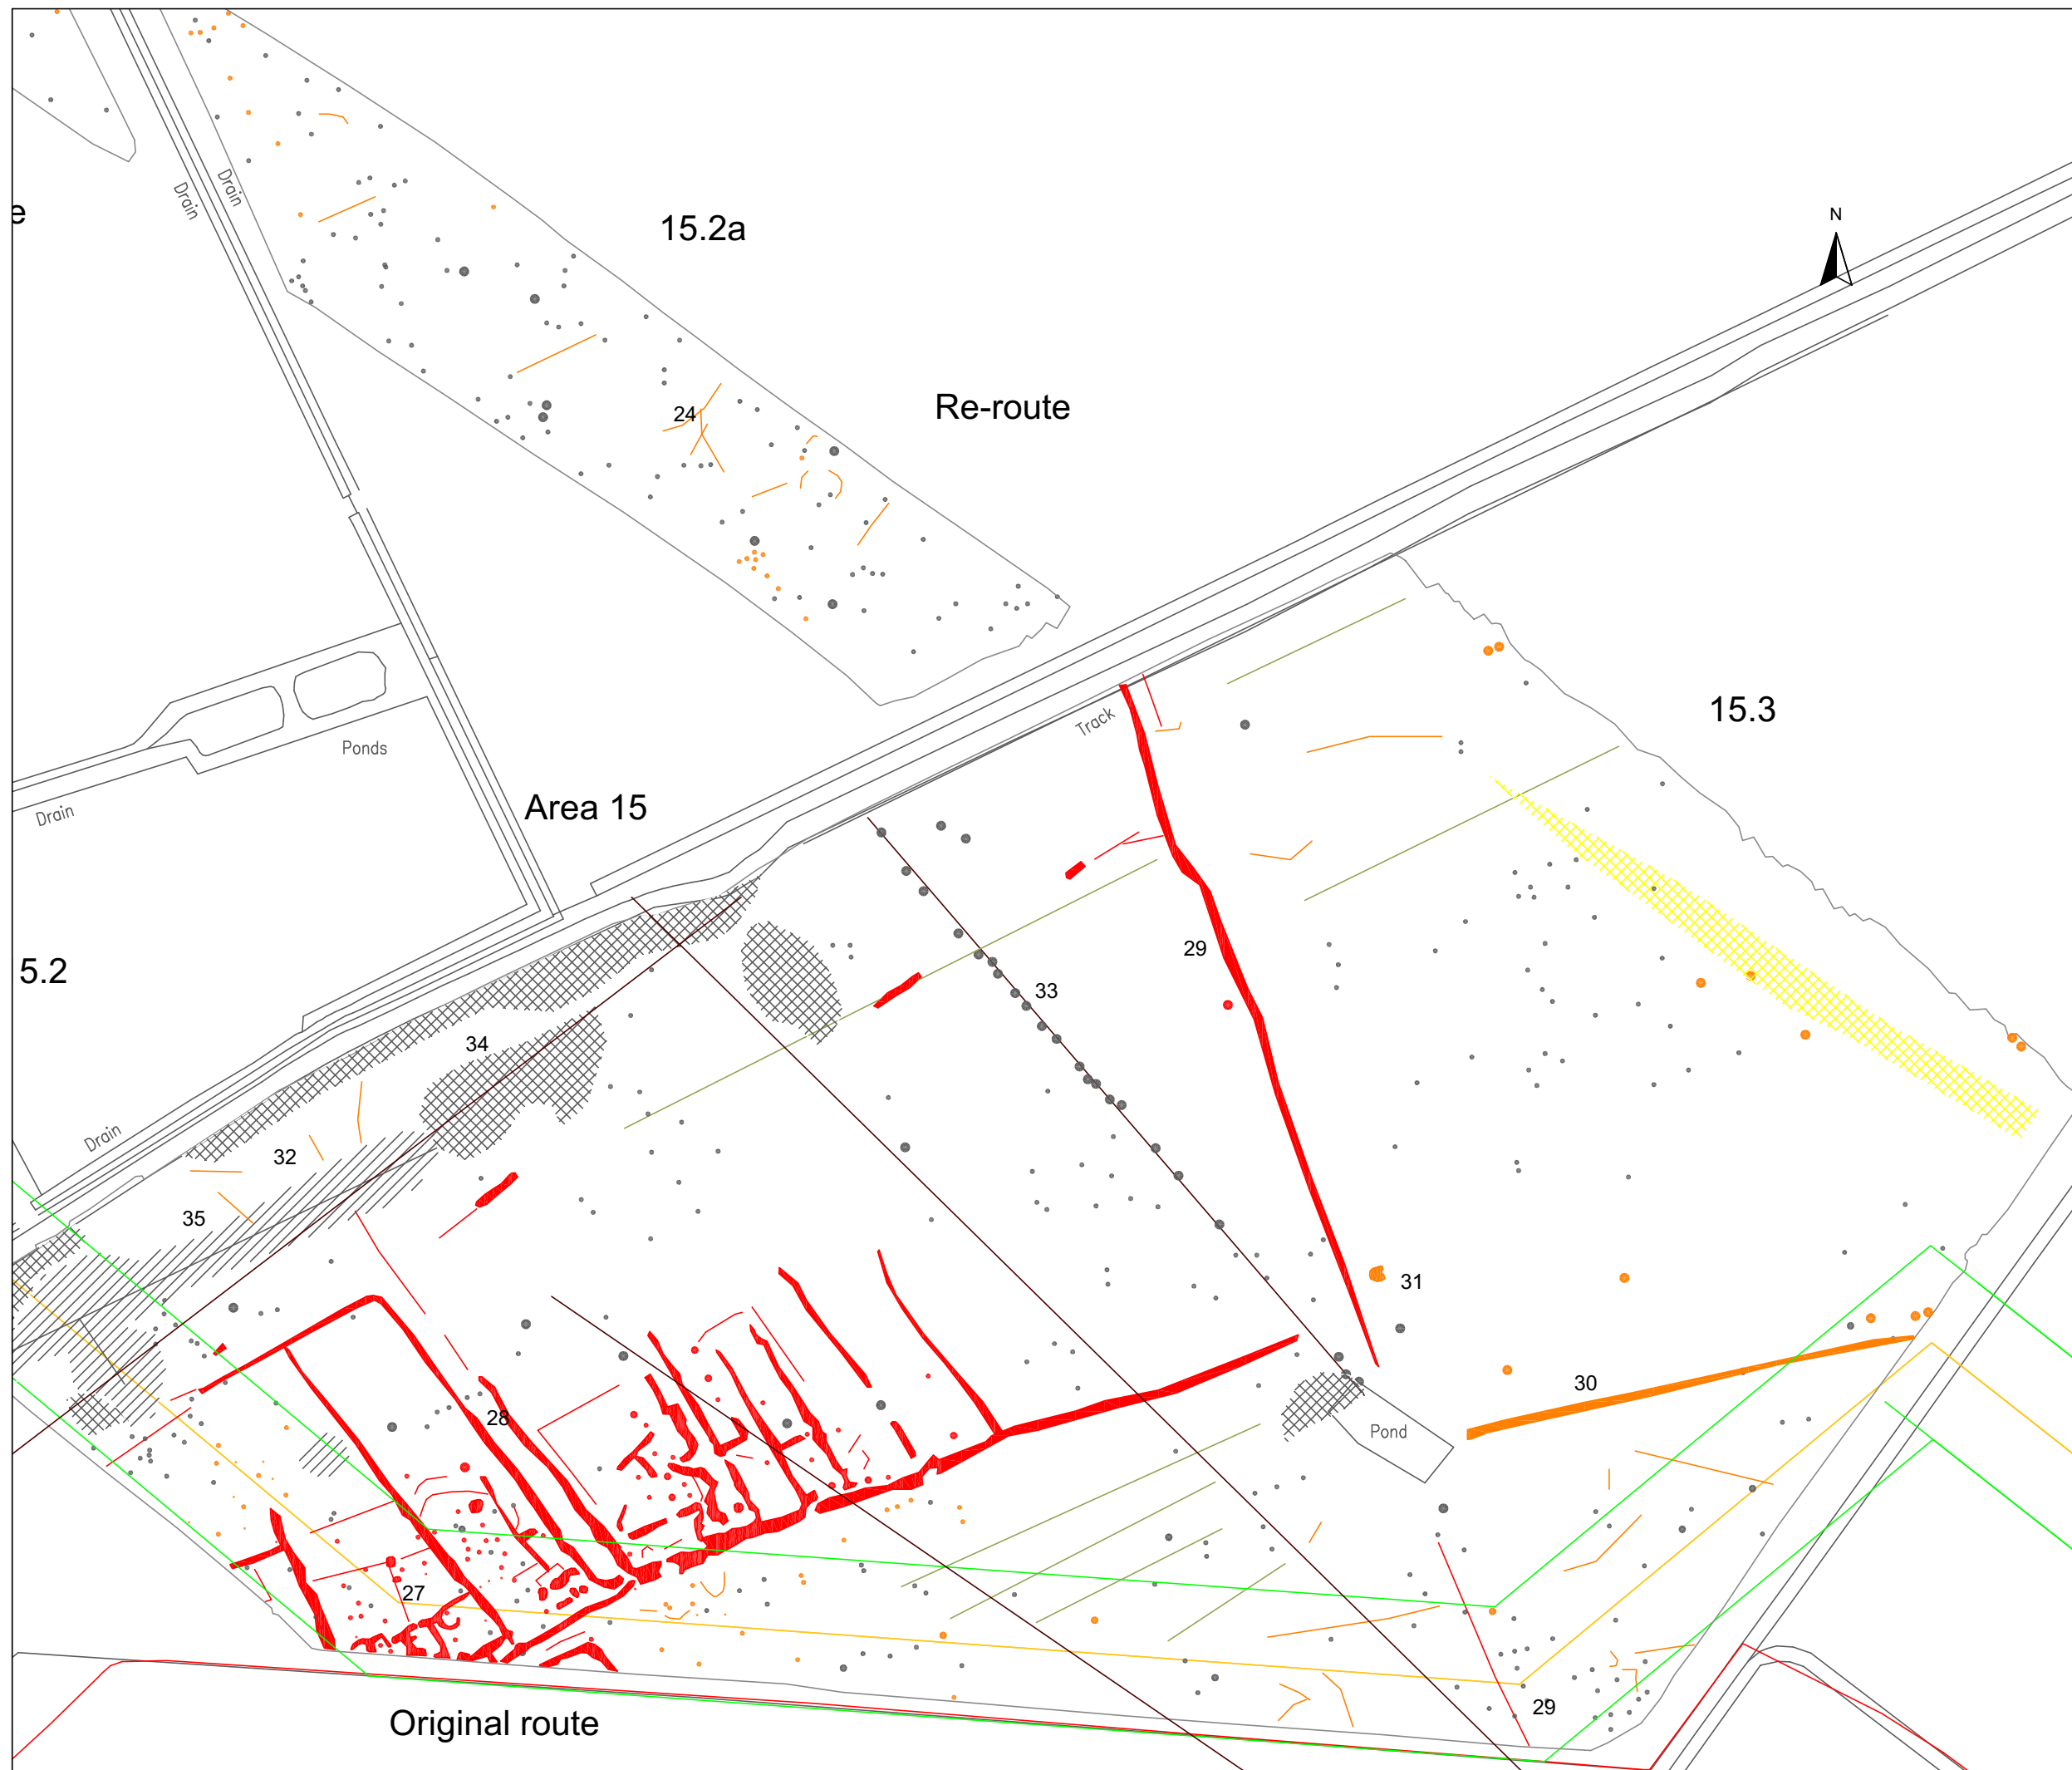 Drain
Drain
e
15.2a
N
24
Re-route
15.3
Track
Ponds
Area 15
Drain
29
5.2
33
34
Drain
32
35
31
30
28
Pond
27
29
Original route